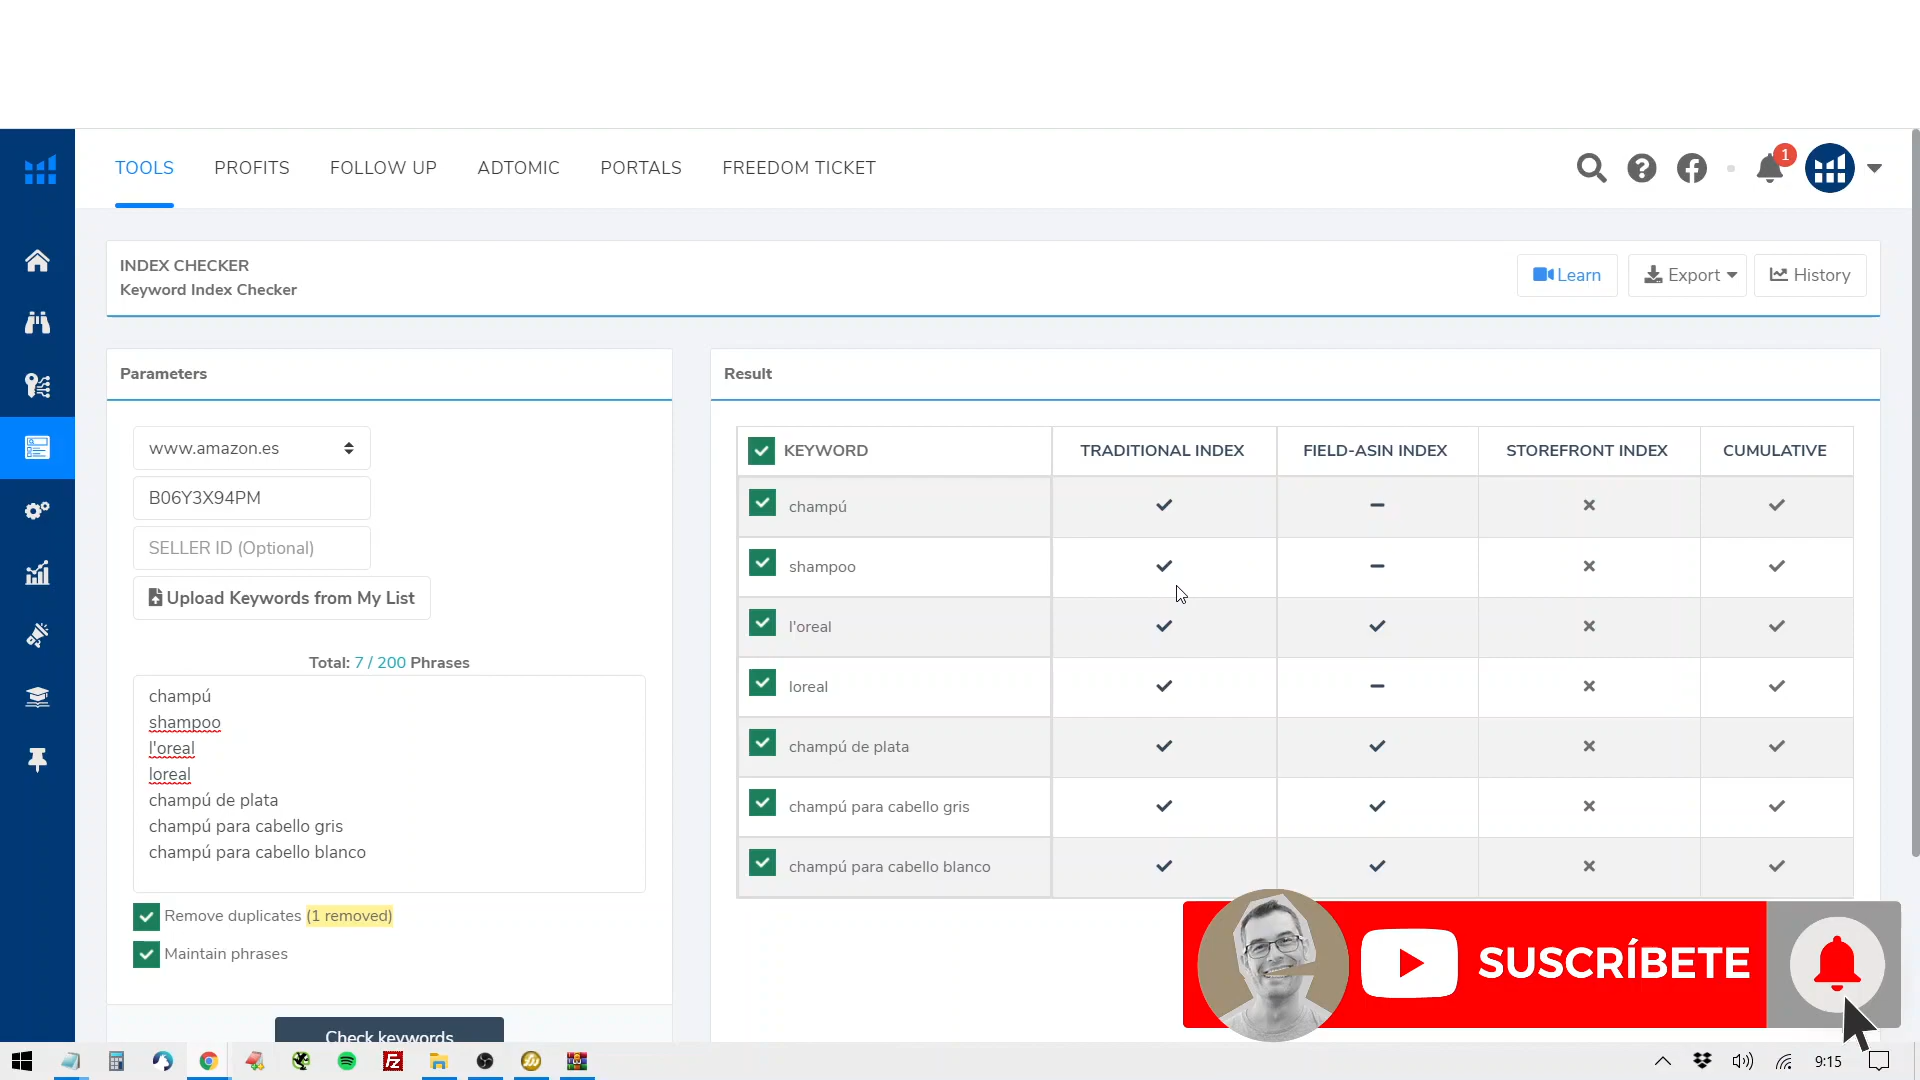 TOOLS PROFITS FOLLOW UP ADTOMIC PORTALS FREEDOM TICKET
1
INDEX CHECKER
Keyword Index Checker
Learn Export History
Parameters
www.amazon.es
B06Y3X94PM
SELLER ID (Optional)
Upload Keywords from My List
Total: 7 / 200 Phrases
champú
shampoo
l'oreal
loreal
champú de plata
champú para cabello gris
champú para cabello blanco
Remove duplicates (1 removed)
Maintain phrases
Check keywords
Result
KEYWORD TRADITIONAL INDEX FIELD-ASIN INDEX STOREFRONT INDEX CUMULATIVE
champú
shampoo
l'oreal
loreal
champú de plata
champú para cabello gris
champú para cabello blanco
SUSCRÍBETE
9:15